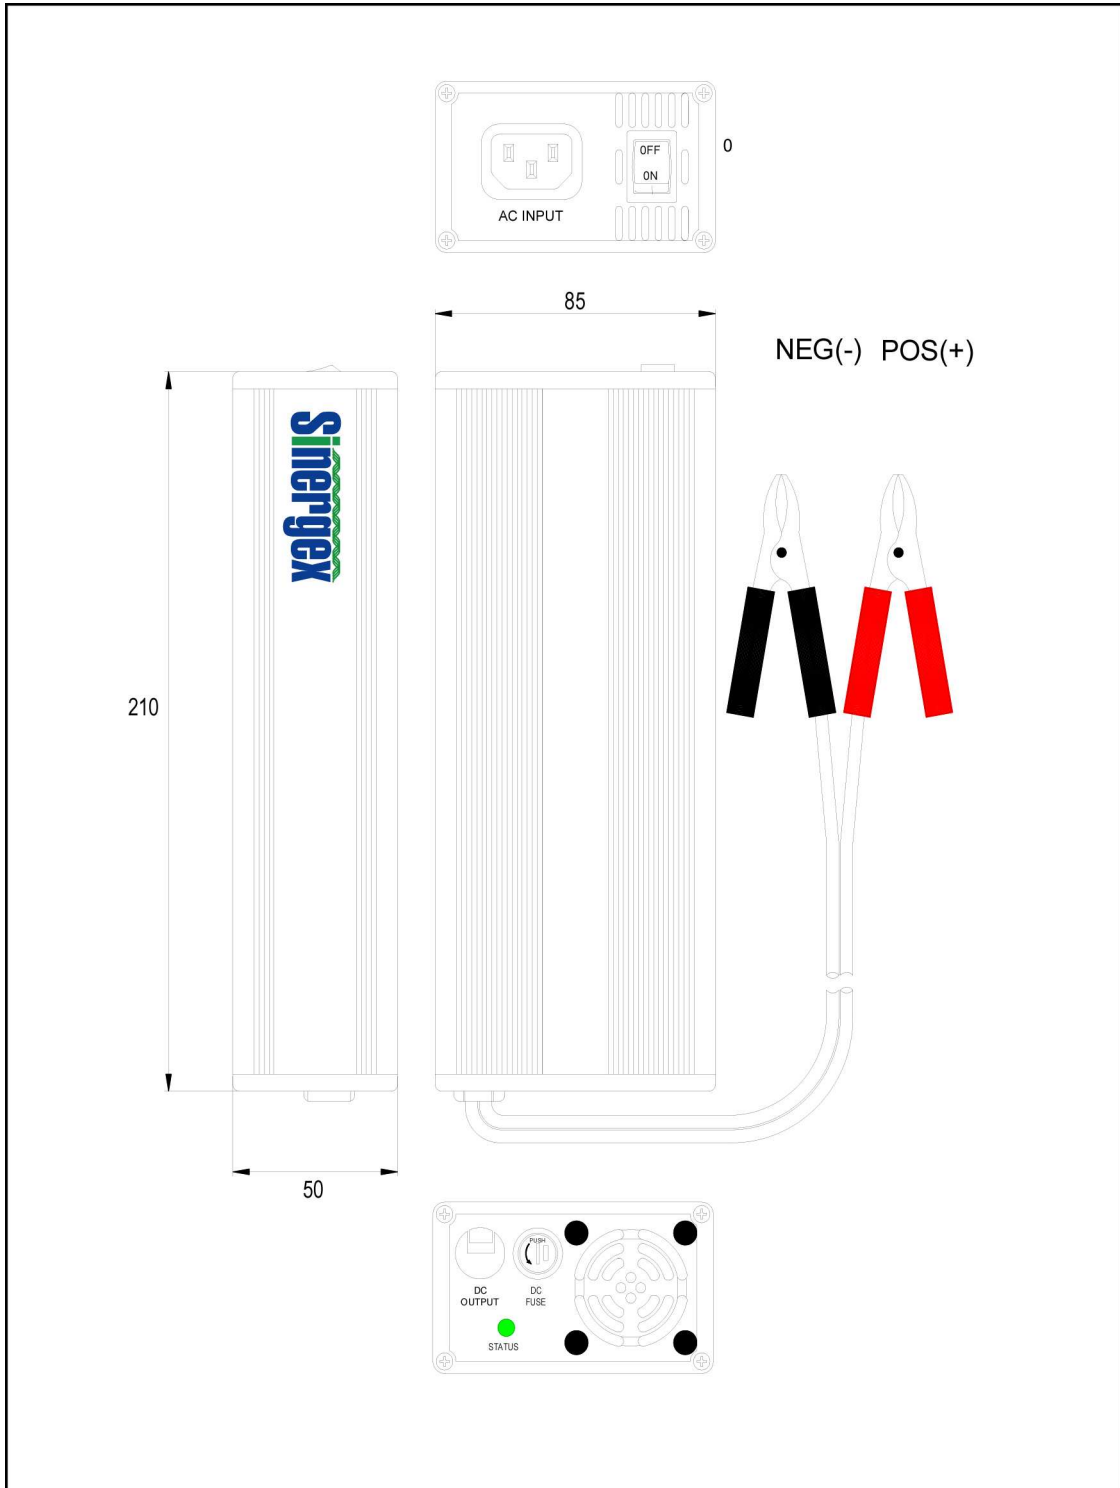 OFF
0
ON
AC INPUT
85
NEG(-) POS(+)
Sinergex
210
50
PUSH
DC
OUTPUT
DC
FUSE
STATUS